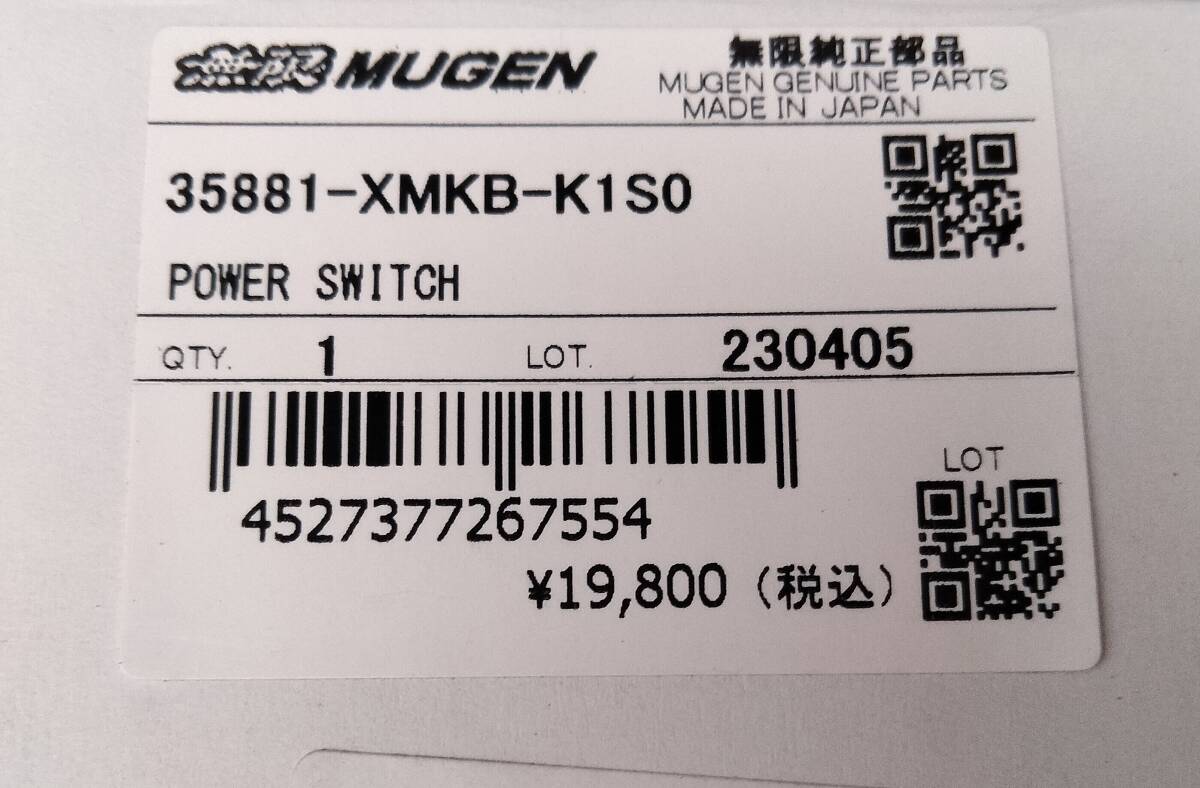 無限 MUGEN
無限純正部品
MUGEN GENUINE PARTS
MADE IN JAPAN
35881-XMKB-K1S0
POWER SWITCH
QTY. 1 LOT. 230405
4527377267554
LOT
¥19,800（税込）